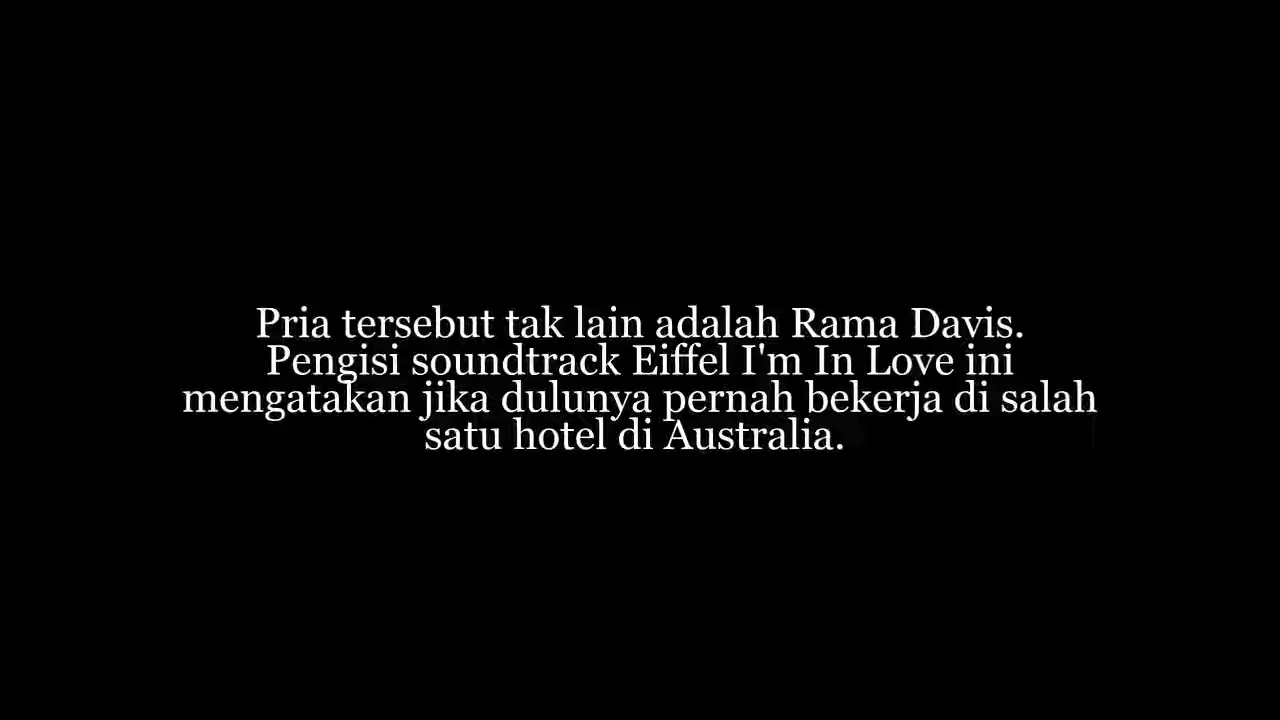 Pria tersebut tak lain adalah Rama Davis.
Pengisi soundtrack Eiffel I'm In Love ini
mengatakan jika dulunya pernah bekerja di salah
satu hotel di Australia.